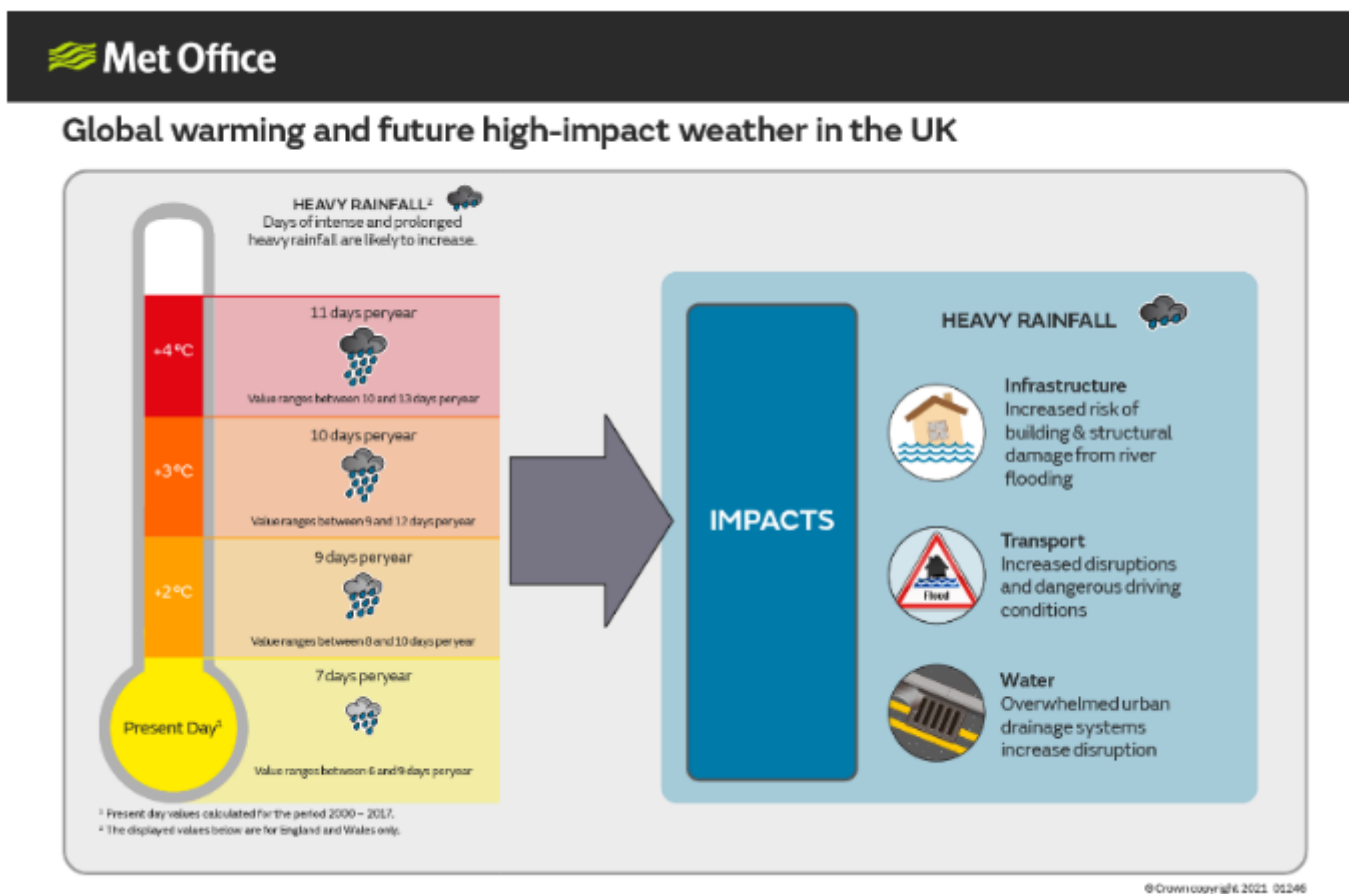 Met Office
Global warming and future high-impact weather in the UK
HEAVY RAINFALL²
Days of intense and prolonged
heavy rainfall are likely to increase.
+4°C
11 days per year
Value ranges between 10 and 13 days per year
+3°C
10 days per year
Value ranges between 9 and 12 days per year
+2°C
9 days per year
Value ranges between 8 and 10 days per year
Present Day¹
7 days per year
Value ranges between 6 and 9 days per year
¹ Present day values calculated for the period 2000 – 2017.
² The displayed values below are for England and Wales only.
IMPACTS
HEAVY RAINFALL
Infrastructure
Increased risk of
building & structural
damage from river
flooding
Flood
Transport
Increased disruptions
and dangerous driving
conditions
Water
Overwhelmed urban
drainage systems
increase disruption
© Crown copyright 2021 01246